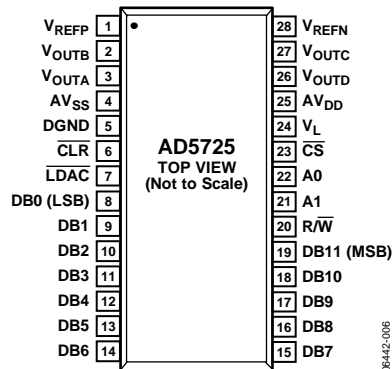 VREFP 1
VOUTB 2
VOUTA 3
AVSS 4
DGND 5
CLR 6
LDAC 7
DB0 (LSB) 8
DB1 9
DB2 10
DB3 11
DB4 12
DB5 13
DB6 14
AD5725
TOP VIEW
(Not to Scale)
28 VREFN
27 VOUTC
26 VOUTD
25 AVDD
24 VL
23 CS
22 A0
21 A1
20 R/W
19 DB11 (MSB)
18 DB10
17 DB9
16 DB8
15 DB7
06442-006